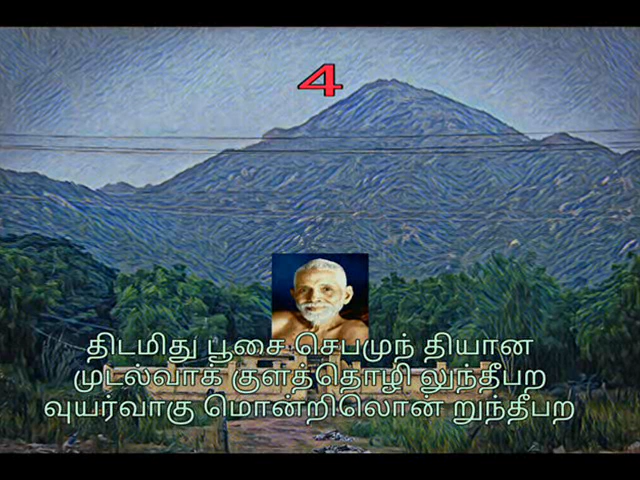 4
திடமிது பூசை செபமுந் தியான
முடல்வாக் குளத்தொழி லுந்தீபற
வுயர்வாகு மொன்றிலொன் றுந்தீபற